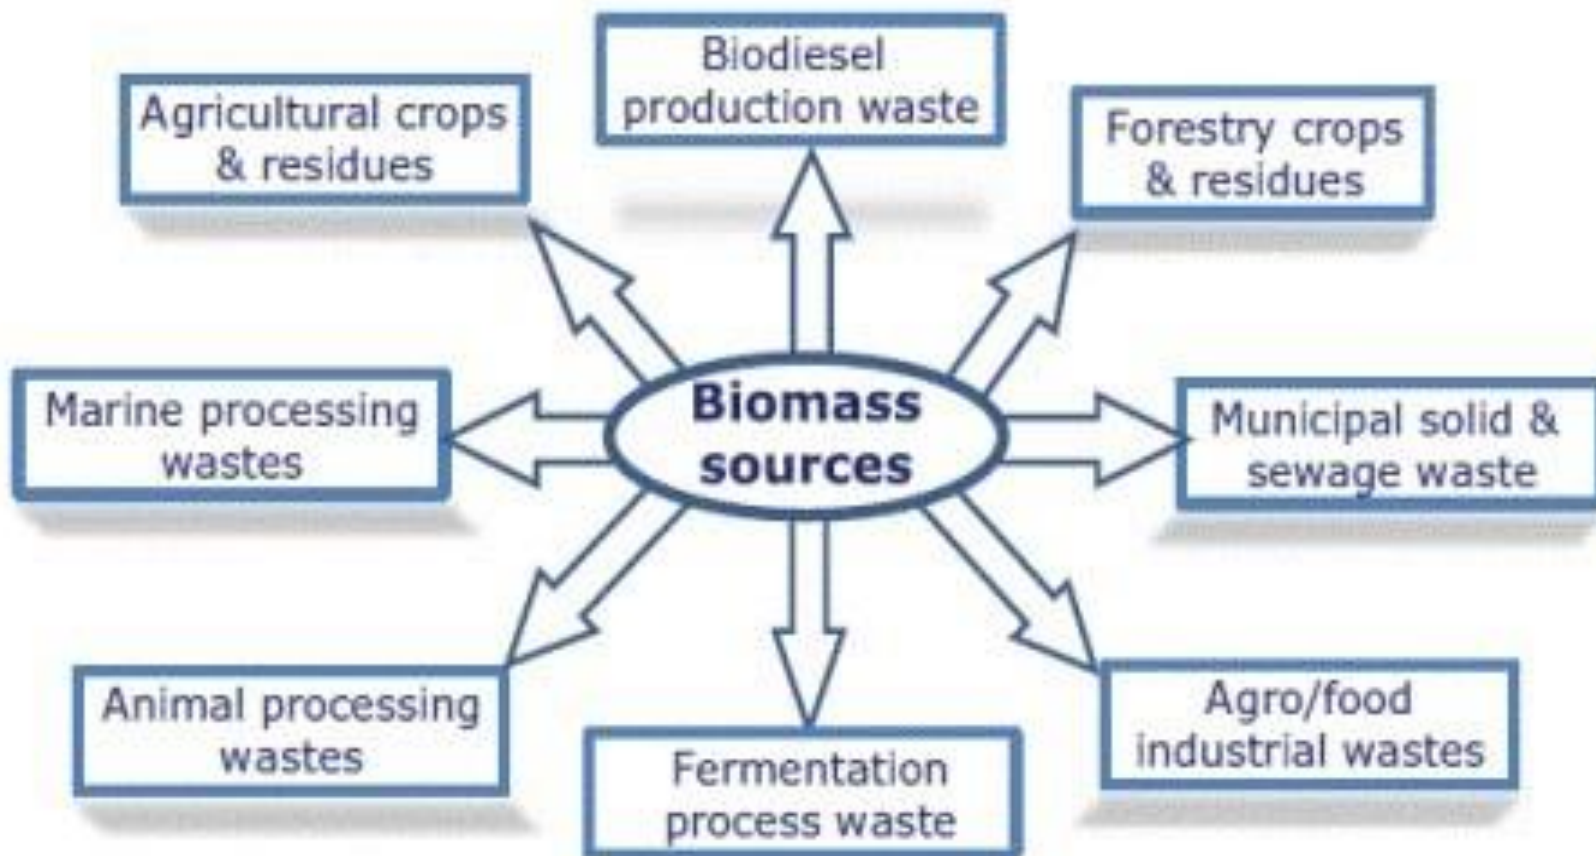 Biodiesel
production waste
Agricultural crops
& residues
Forestry crops
& residues
Marine processing
wastes
Biomass
sources
Municipal solid &
sewage waste
Animal processing
wastes
Fermentation
process waste
Agro/food
industrial wastes